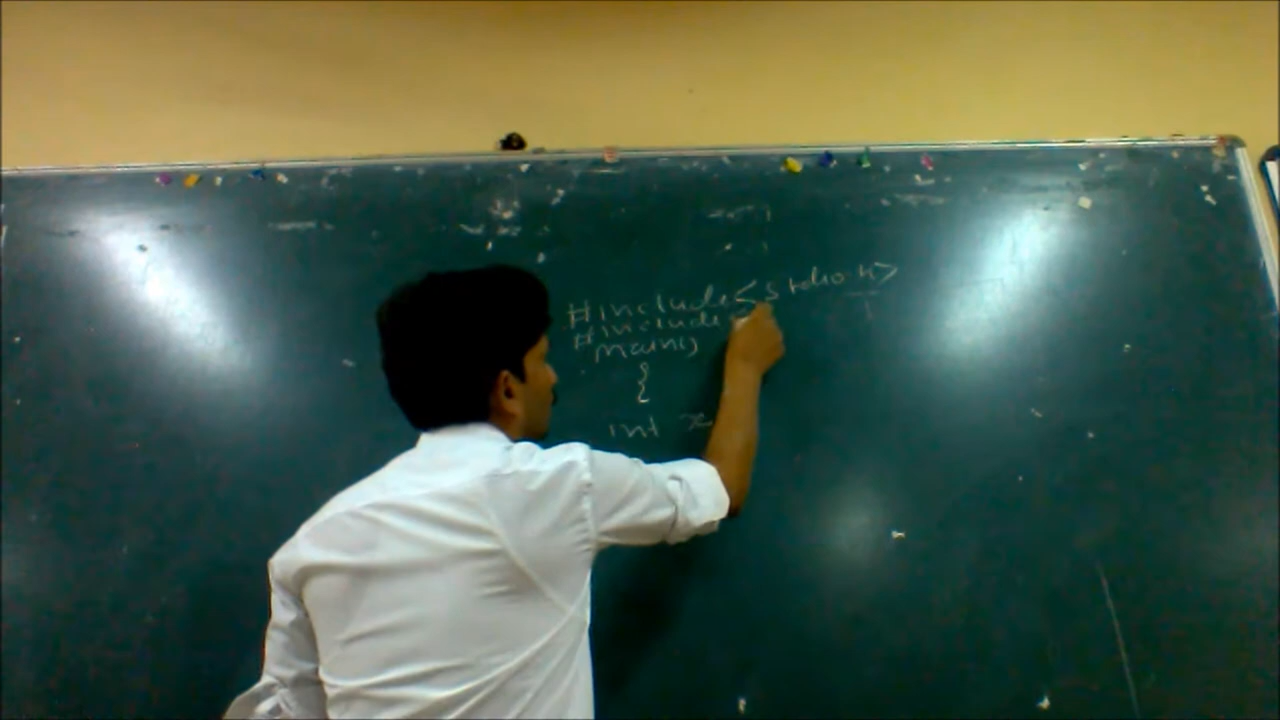 #include<stdio.h>
#include<
main()
{
int x